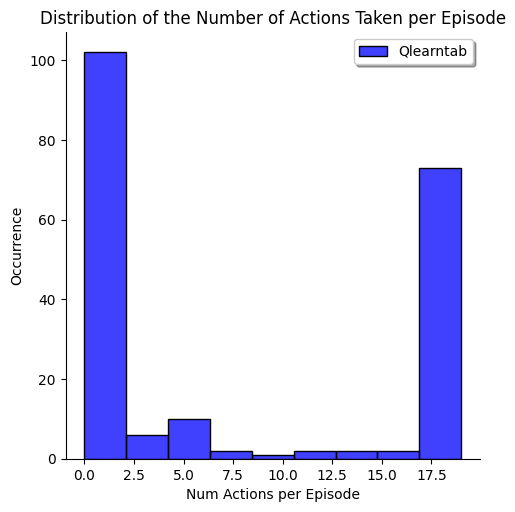 Distribution of the Number of Actions Taken per Episode
Qlearntab
100
80
60
40
20
0
Occurrence
0.0 2.5 5.0 7.5 10.0 12.5 15.0 17.5
Num Actions per Episode